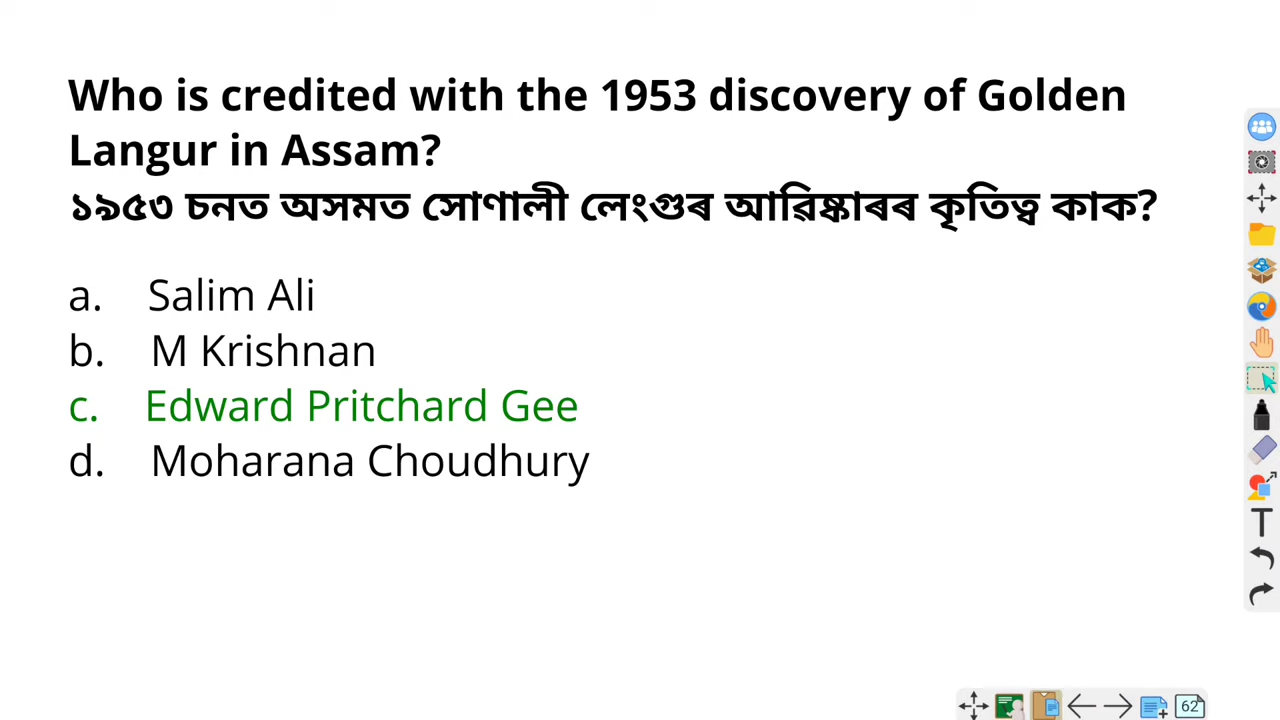 Who is credited with the 1953 discovery of Golden
Langur in Assam?
১৯৫৩ চনত অসমত সোণালী লেংগুৰ আৱিষ্কাৰৰ কৃতিত্ব কাক?
a. Salim Ali
b. M Krishnan
c. Edward Pritchard Gee
d. Moharana Choudhury
T
62